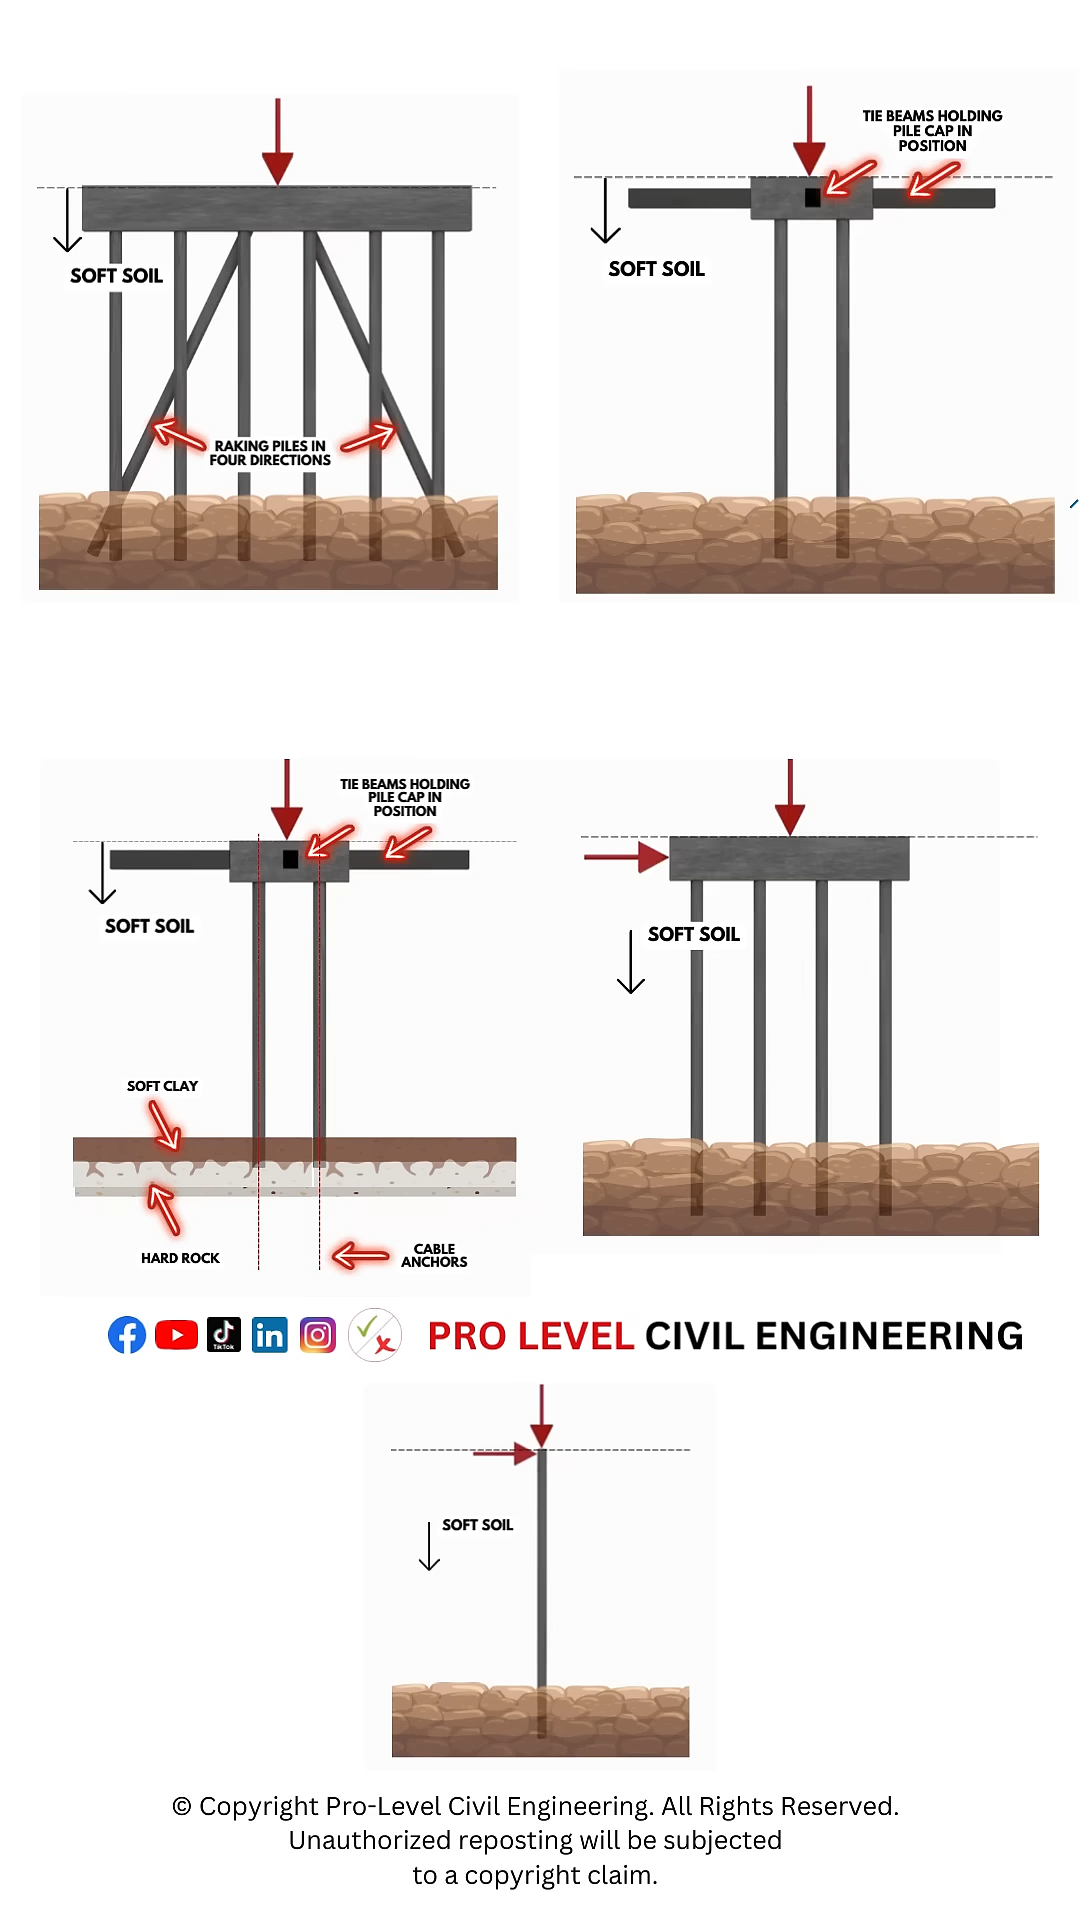 TIE BEAMS HOLDING
PILE CAP IN
POSITION
SOFT SOIL
SOFT SOIL
RAKING PILES IN
FOUR DIRECTIONS
TIE BEAMS HOLDING
PILE CAP IN
POSITION
SOFT SOIL
SOFT SOIL
SOFT CLAY
HARD ROCK
CABLE
ANCHORS
TikTok
in
PRO LEVEL CIVIL ENGINEERING
SOFT SOIL
© Copyright Pro-Level Civil Engineering. All Rights Reserved.
Unauthorized reposting will be subjected
to a copyright claim.